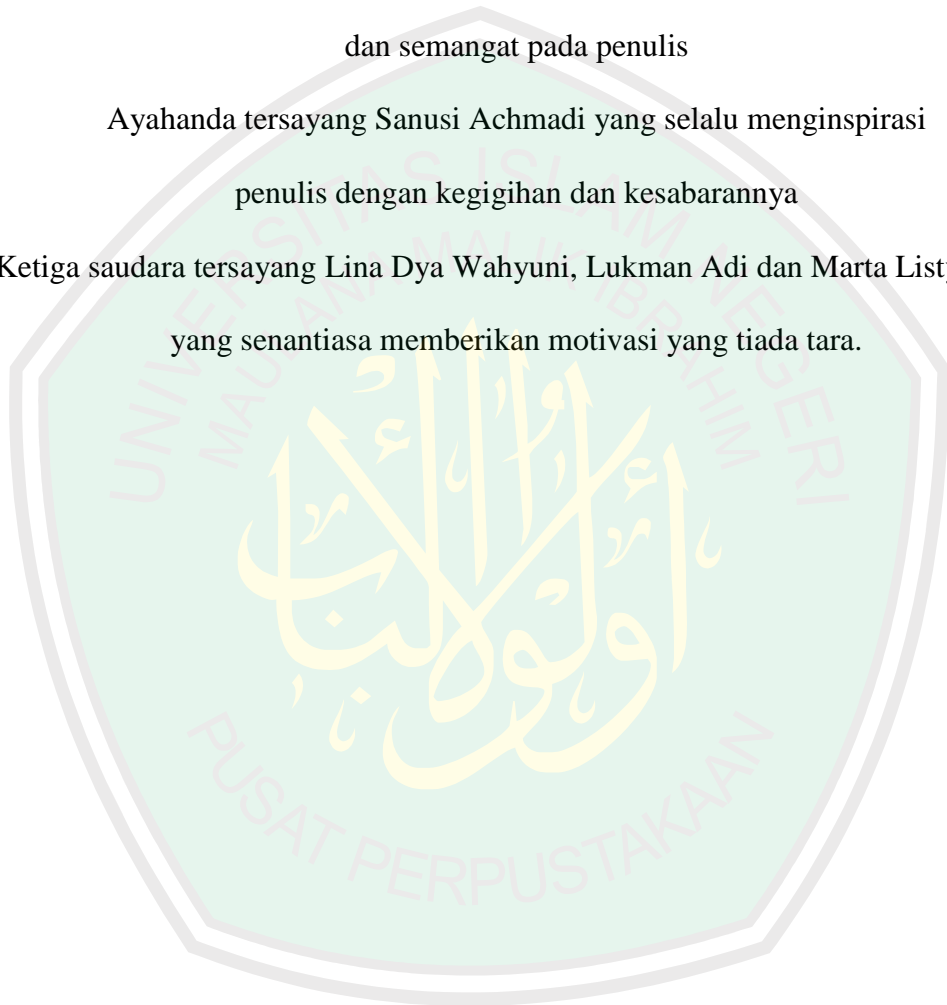 dan semangat pada penulis
Ayahanda tersayang Sanusi Achmadi yang selalu menginspirasi
penulis dengan kegigihan dan kesabarannya
Ketiga saudara tersayang Lina Dya Wahyuni, Lukman Adi dan Marta
yang senantiasa memberikan motivasi yang tiada tara.
UNIVERSITAS ISLAM NEGERI
MAULANA MALIK IBRAHIM
أولوا الألباب
PUSAT PERPUSTAKAAN